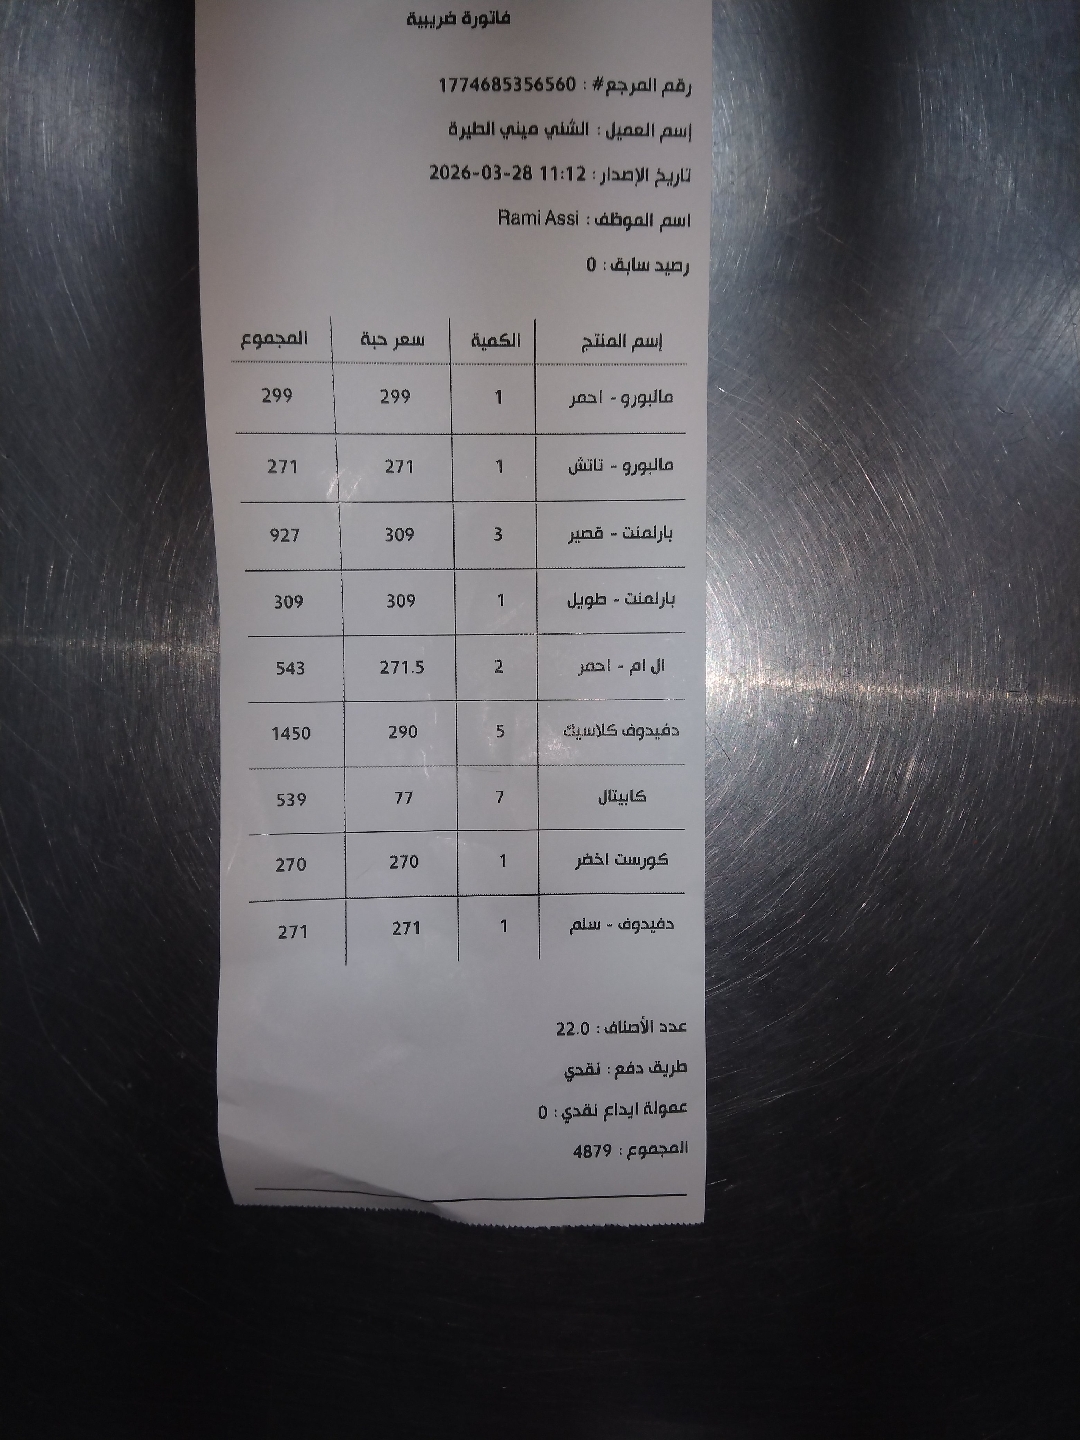 فاتورة ضريبية
رقم المرجع# : 1774685356560
إسم العميل : الشني ميني الطيرة
تاريخ الإصدار : 11:12 28-03-2026
اسم الموظف : Rami Assi
رصيد سابق : 0
إسم المنتج الكمية سعر حبة المجموع
مالبورو - احمر 1 299 299
مالبورو - تاتش 1 271 271
بارلمنت - قصير 3 309 927
بارلمنت - طويل 1 309 309
ال ام - احمر 2 271.5 543
دفيدوف كلاسيك 5 290 1450
كابيتال 7 77 539
كورست اخضر 1 270 270
دفيدوف - سلم 1 271 271
عدد الأصناف : 22.0
طريق دفع : نقدي
عمولة ايداع نقدي : 0
المجموع : 4879